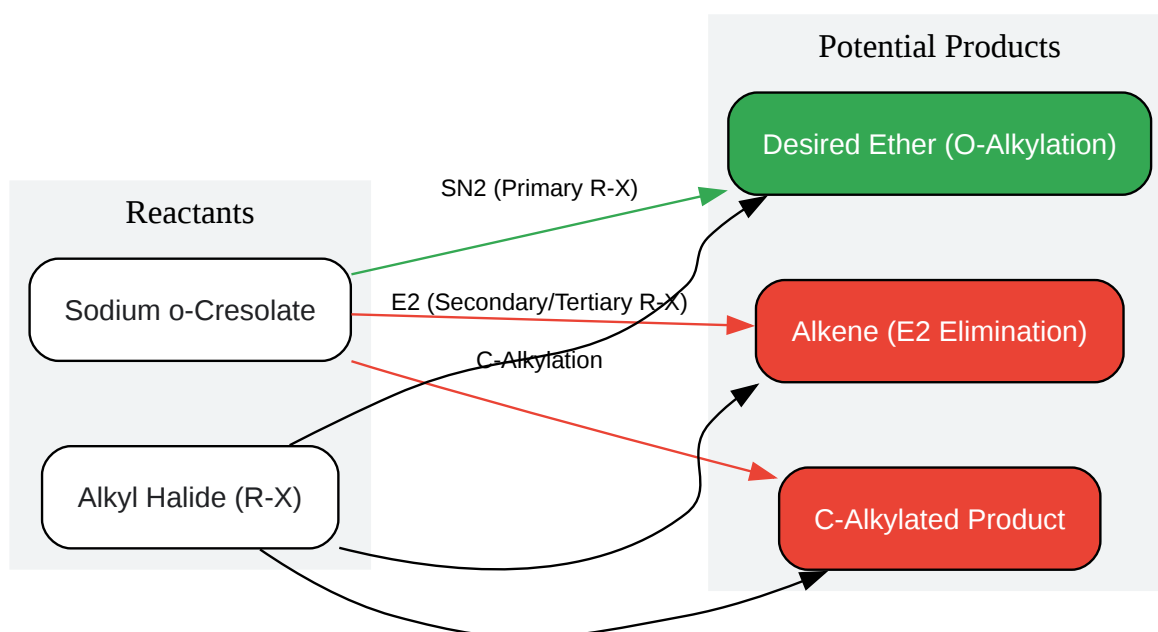 Potential Products
Desired Ether (O-Alkylation)
SN2 (Primary R-X)
Reactants
Sodium o-Cresolate
E2 (Secondary/Tertiary R-X)
Alkene (E2 Elimination)
C-Alkylation
Alkyl Halide (R-X)
C-Alkylated Product